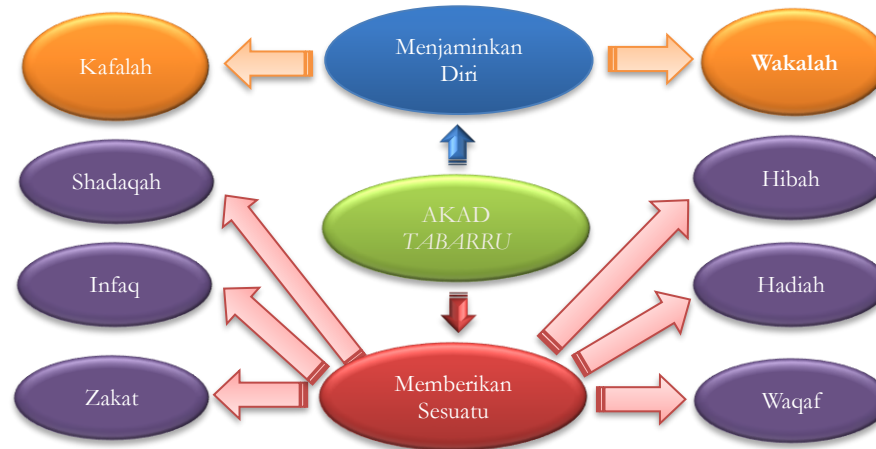 Kafalah
Menjaminkan
Diri
Wakalah
Shadaqah
Hibah
AKAD
TABARRU
Infaq
Hadiah
Zakat
Memberikan
Sesuatu
Waqaf